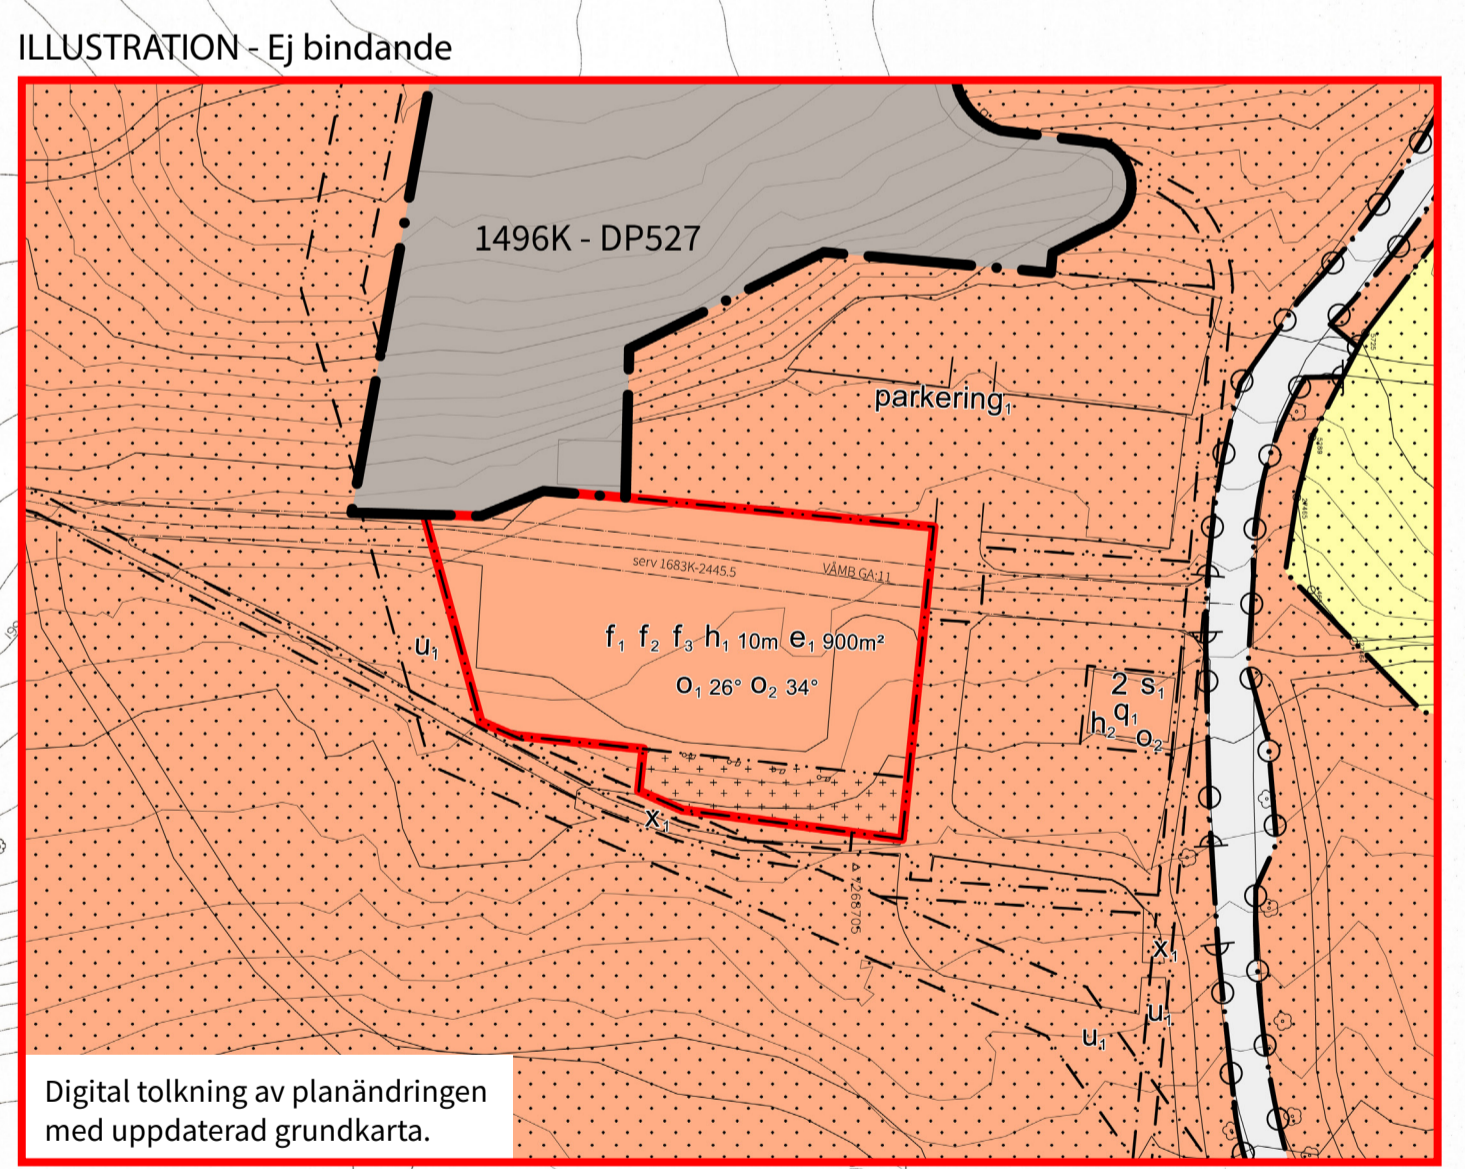 ILLUSTRATION - Ej bindande
1496K - DP527
parkering₁
serv 1683K-2445.5
VÅMB GA:11
u₁
f₁ f₂ f₃ h₁ 10m e₁ 900m²
o₁ 26° o₂ 34°
2 s₁
q₁
h₂ o₂
x₁
x₁
u₁
u₁
Digital tolkning av planändringen
med uppdaterad grundkarta.